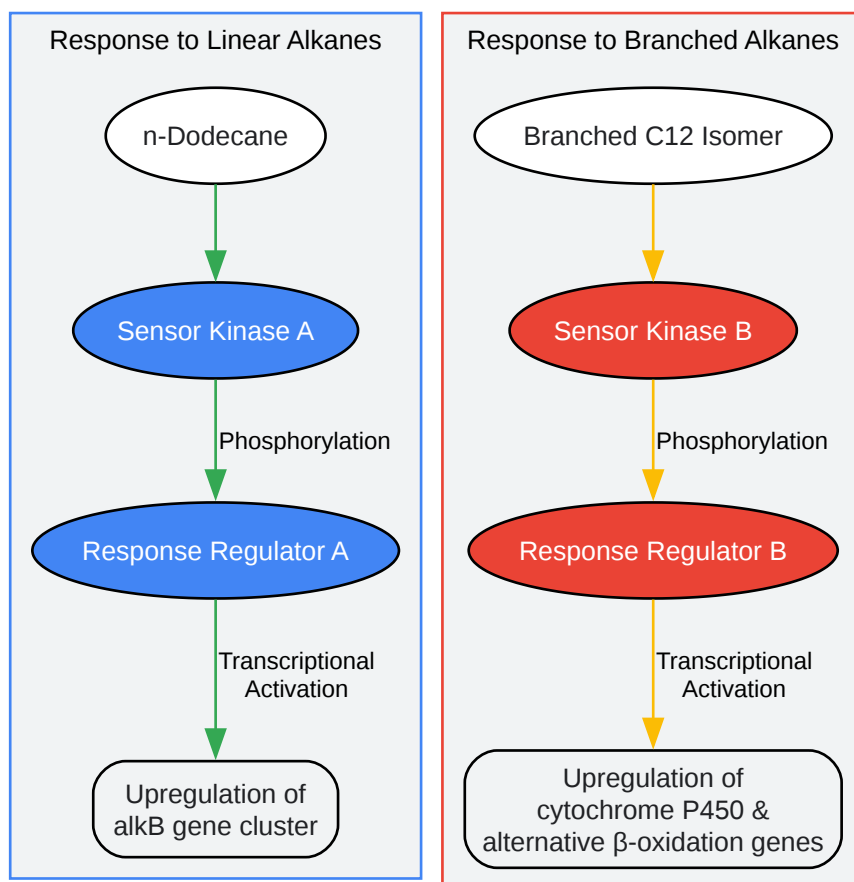 Response to Linear Alkanes
n-Dodecane
Sensor Kinase A
Phosphorylation
Response Regulator A
Transcriptional
Activation
Upregulation of
alkB gene cluster
Response to Branched Alkanes
Branched C12 Isomer
Sensor Kinase B
Phosphorylation
Response Regulator B
Transcriptional
Activation
Upregulation of
cytochrome P450 &
alternative β-oxidation genes